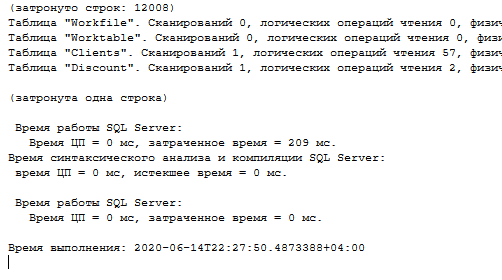 (затронуто строк: 12008)
Таблица "Workfile". Сканирований 0, логических операций чтения 0, физич
Таблица "Worktable". Сканирований 0, логических операций чтения 0, физи
Таблица "Clients". Сканирований 1, логических операций чтения 57, физич
Таблица "Discount". Сканирований 1, логических операций чтения 2, физич
(затронута одна строка)
Время работы SQL Server:
Время ЦП = 0 мс, затраченное время = 209 мс.
Время синтаксического анализа и компиляции SQL Server:
время ЦП = 0 мс, истекшее время = 0 мс.
Время работы SQL Server:
Время ЦП = 0 мс, затраченное время = 0 мс.
Время выполнения: 2020-06-14T22:27:50.4873388+04:00